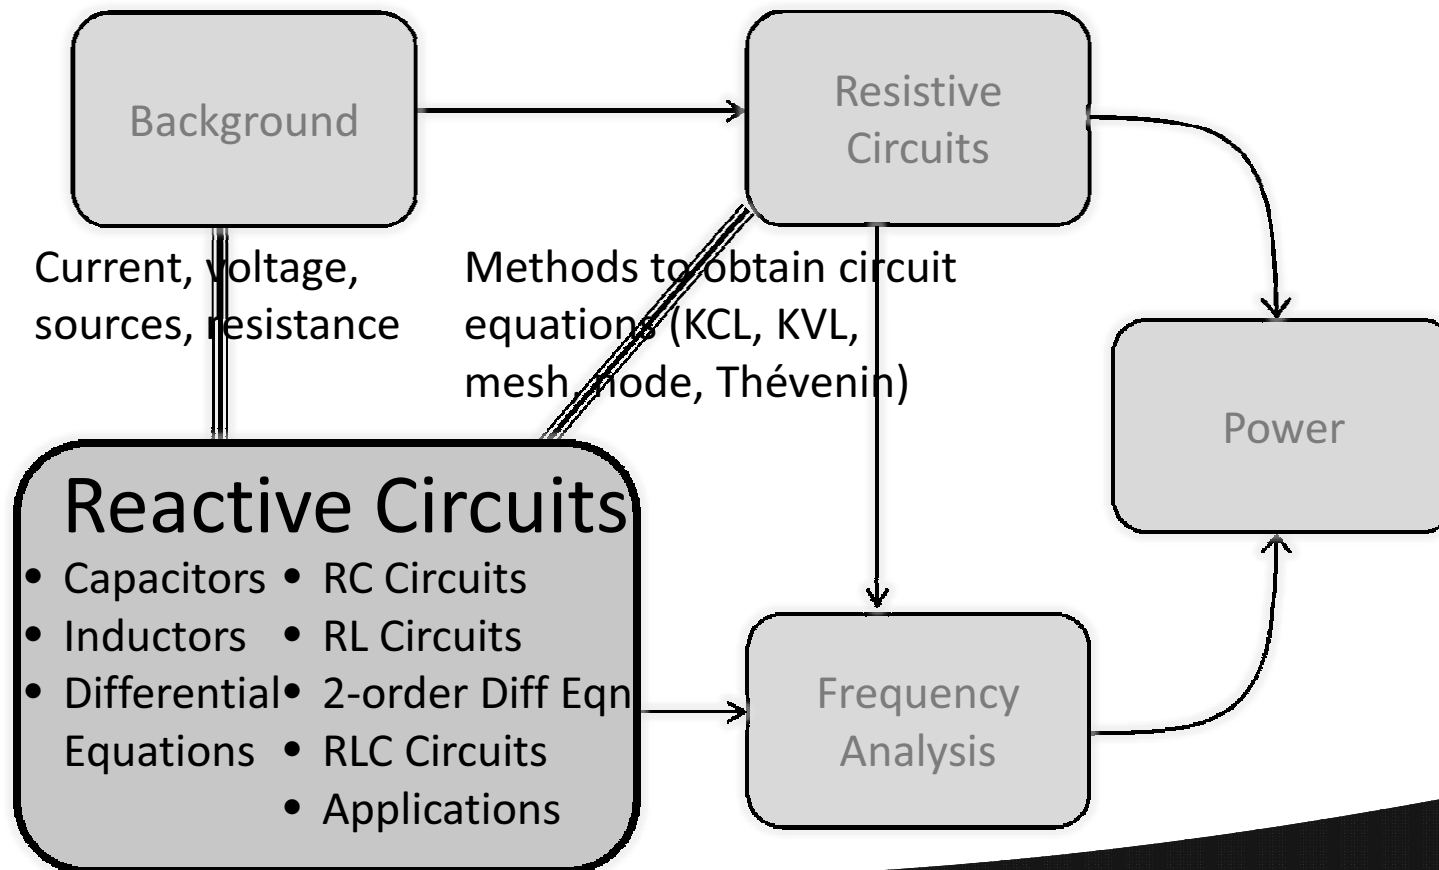 Background
Resistive
Circuits
Current, voltage,
sources, resistance
Methods to obtain circuit
equations (KCL, KVL,
mesh, node, Thévenin)
Power
Reactive Circuits
• Capacitors
• Inductors
• Differential
Equations
• RC Circuits
• RL Circuits
• 2-order Diff Eqn
• RLC Circuits
• Applications
Frequency
Analysis